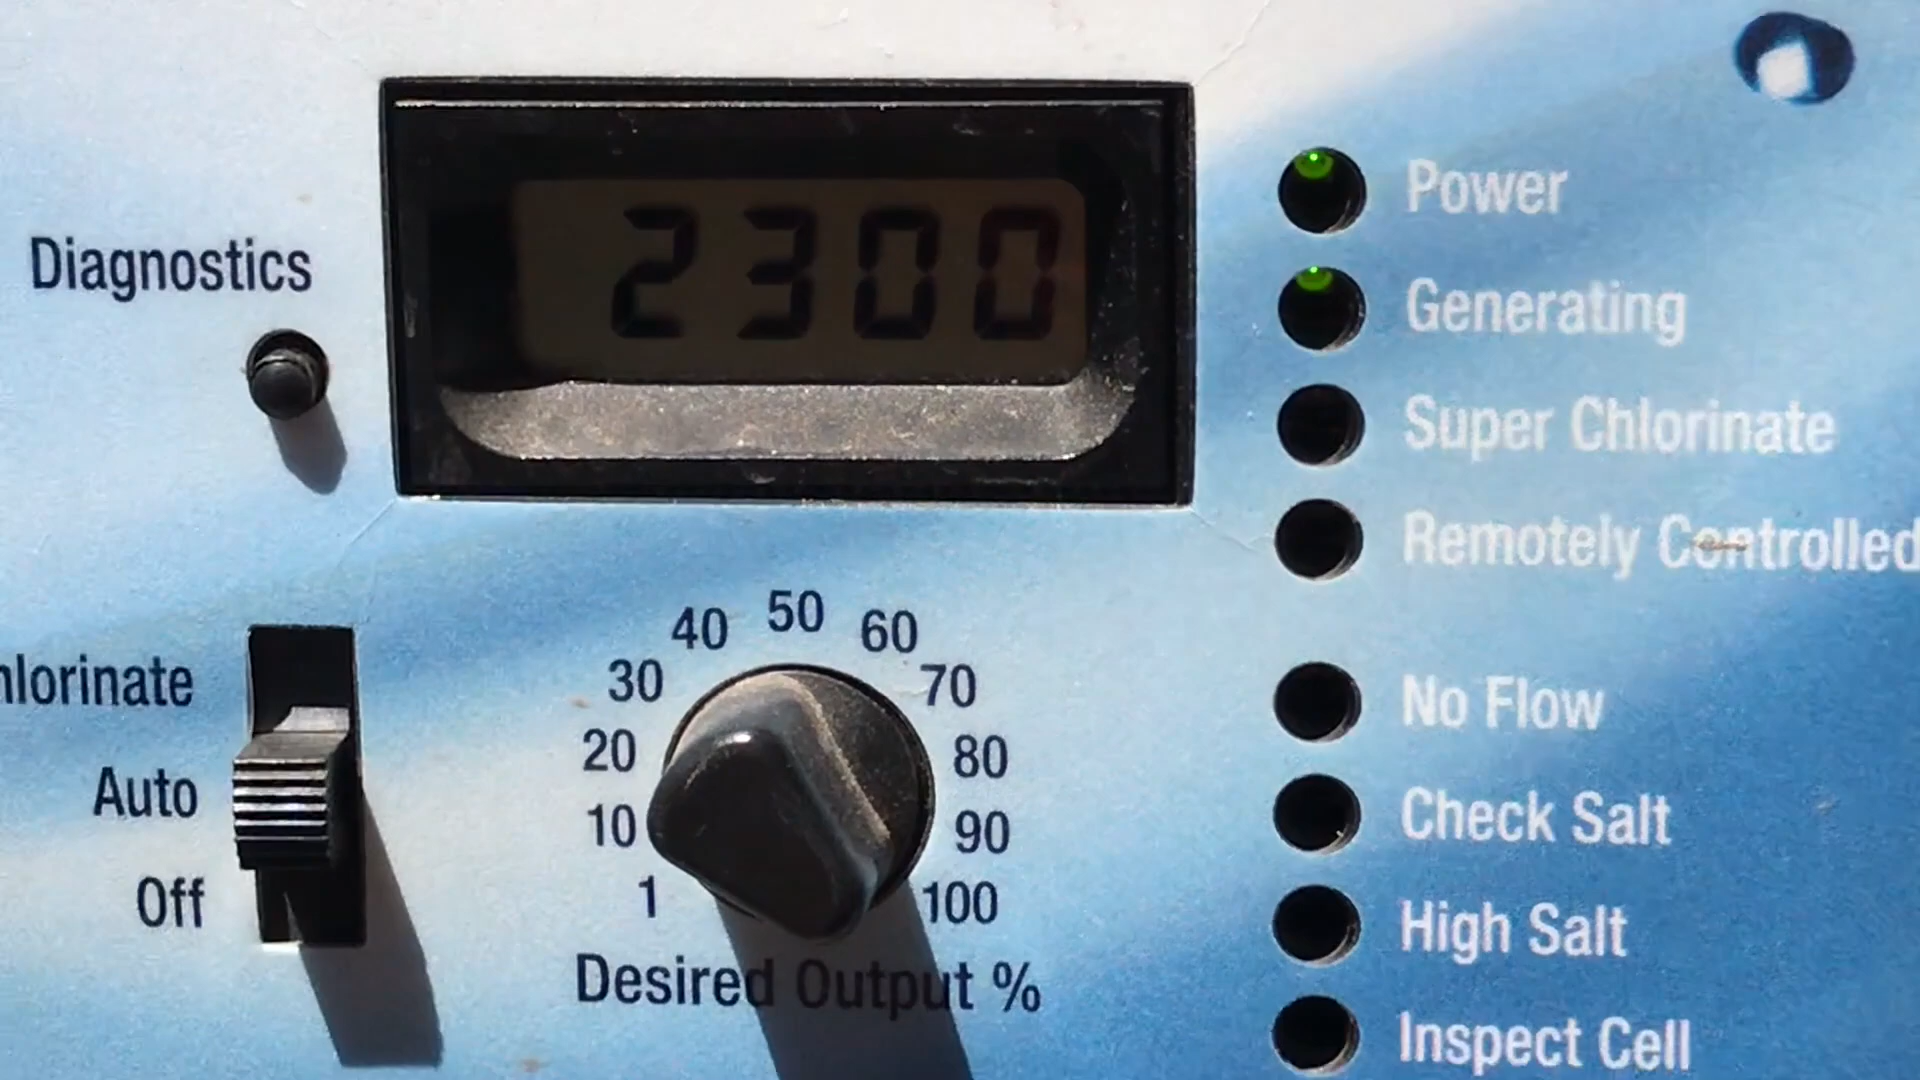 2300
Diagnostics
Power
Generating
Super Chlorinate
Remotely Controlled
hlorinate
Auto
Off
1
10
20
30
40
50
60
70
80
90
100
Desired Output %
No Flow
Check Salt
High Salt
Inspect Cell